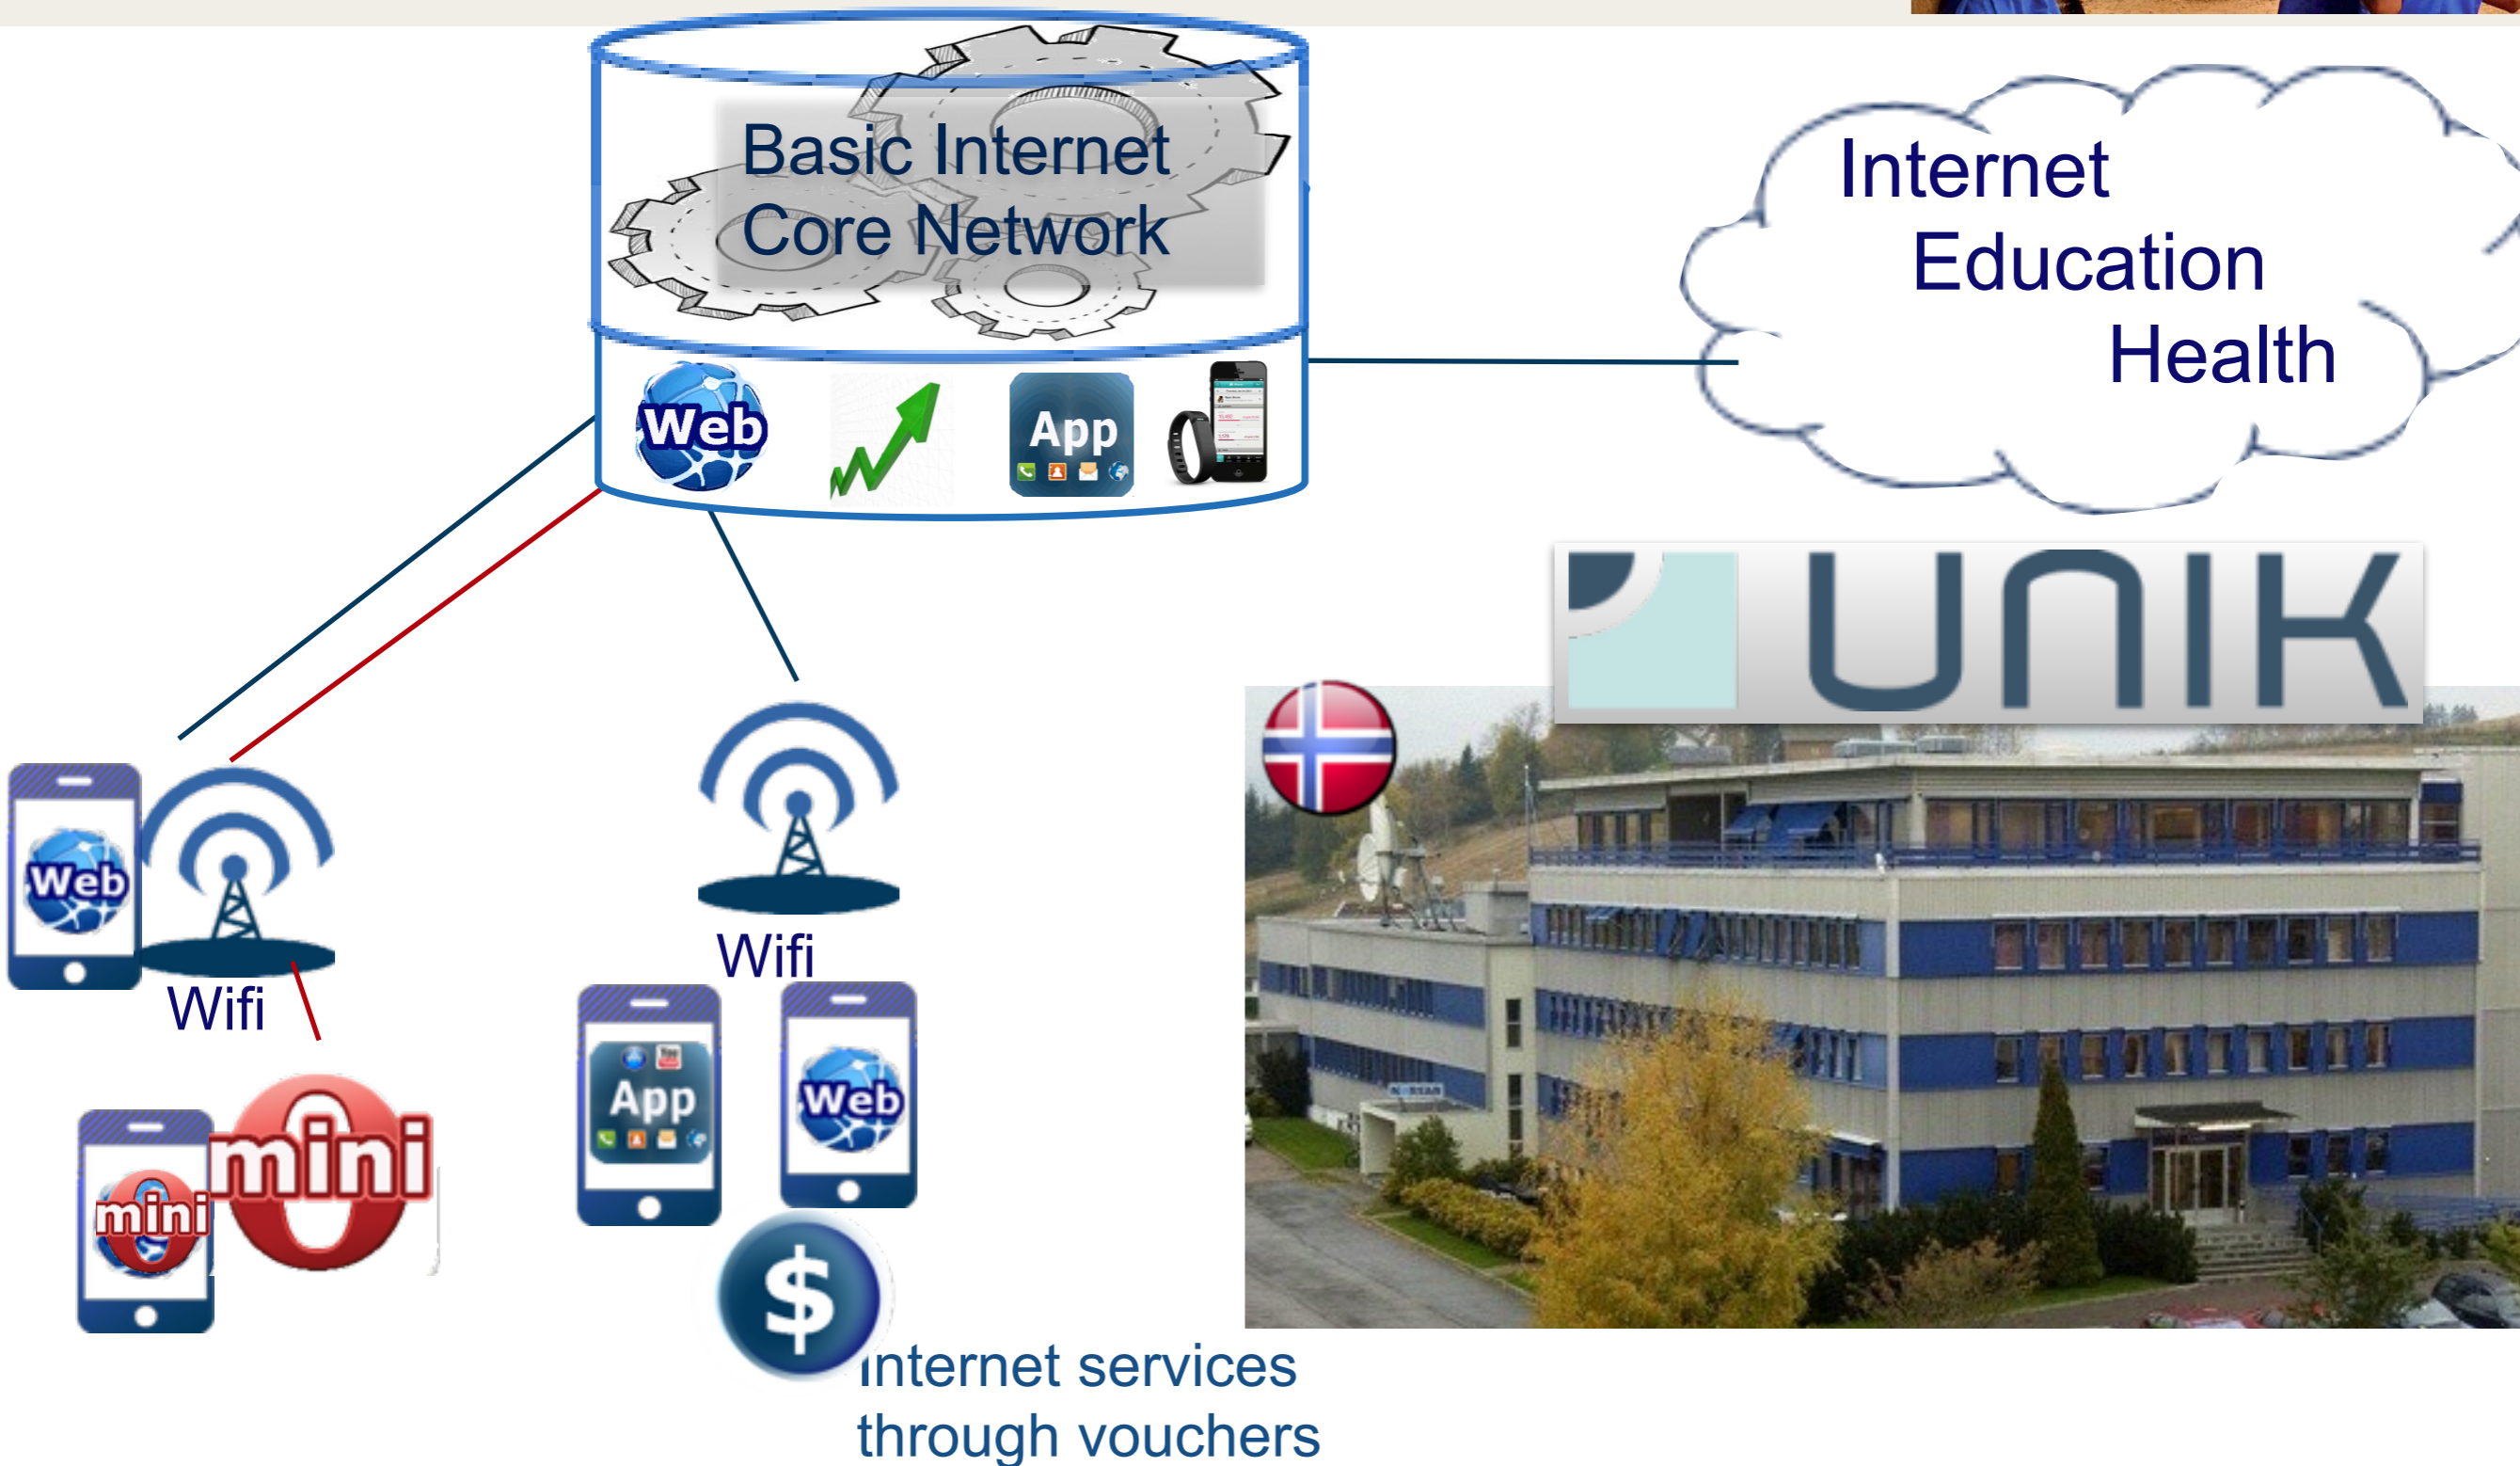 Basic Internet
Core Network
Internet
Education
Health
Web
App
UNIK
Web
Wifi
Wifi
App
Web
mini
mini
$
Internet services
through vouchers